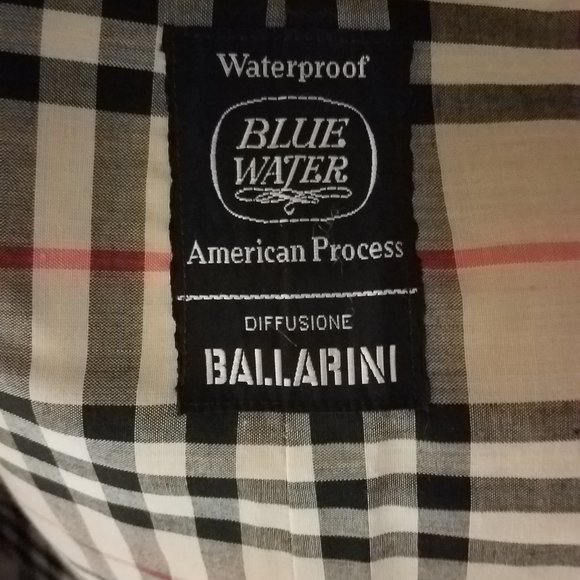 Waterproof
BLUE
WATER
American Process
DIFFUSIONE
BALLARINI